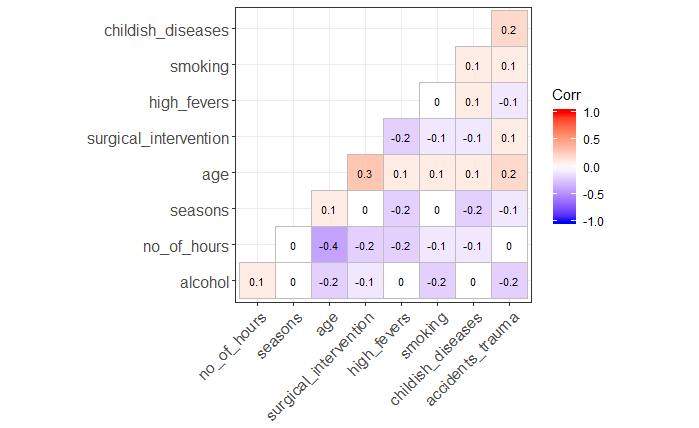 childish_diseases 0.2
smoking 0.1 0.1
high_fevers 0 0.1 -0.1
surgical_intervention -0.2 -0.1 -0.1 0.1
age 0.3 0.1 0.1 0.1 0.2
seasons 0.1 0 -0.2 0 -0.2 -0.1
no_of_hours 0 -0.4 -0.2 -0.2 -0.1 -0.1 0
alcohol 0.1 0 -0.2 -0.1 0 -0.2 0 -0.2
no_of_hours
seasons
age
surgical_intervention
high_fevers
smoking
childish_diseases
accidents_trauma
Corr
1.0
0.5
0.0
-0.5
-1.0